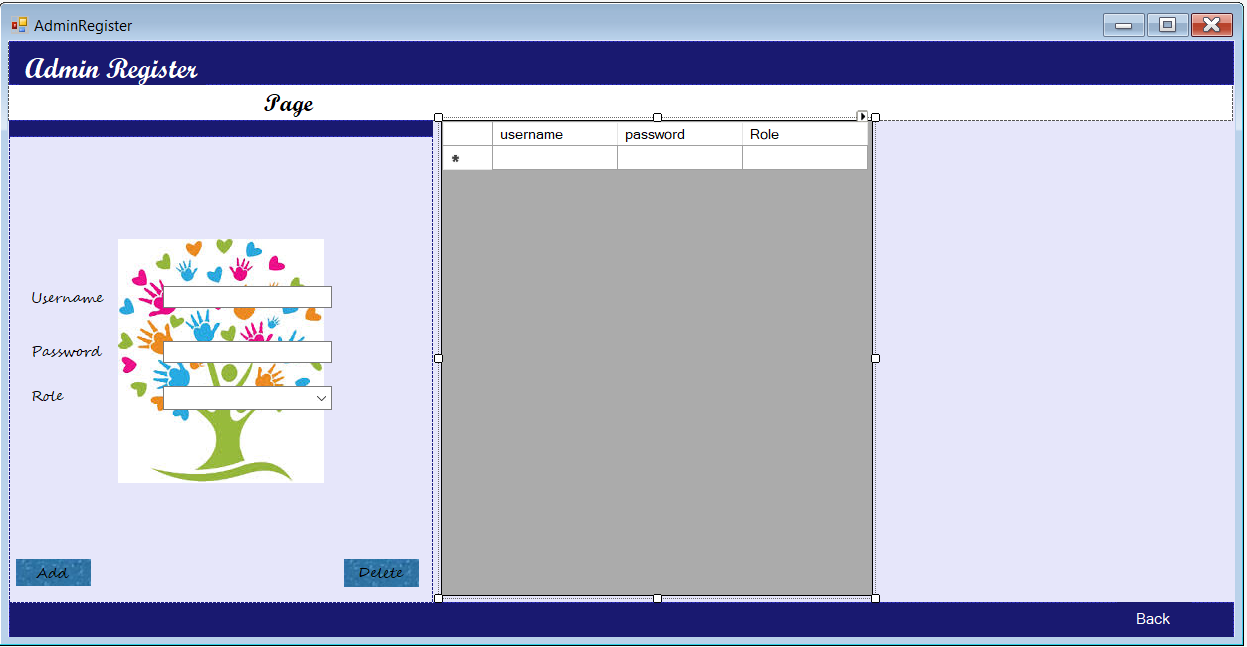 AdminRegister
Admin Register
Page
username password Role
*
Username
Password
Role
Add Delete
Back